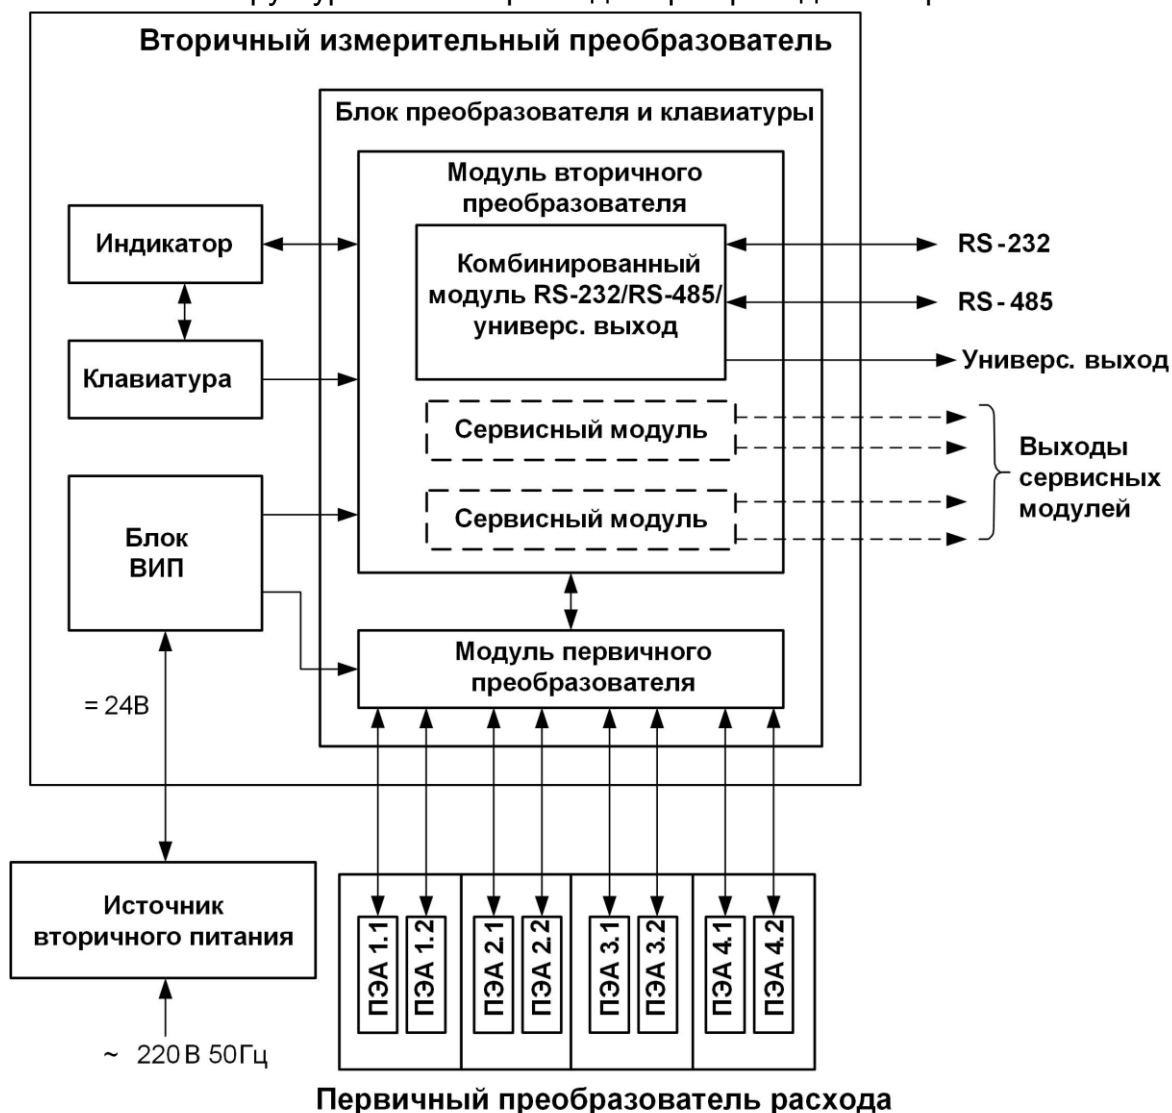 Вторичный измерительный преобразователь
Блок преобразователя и клавиатуры
Модуль вторичного
преобразователя
Индикатор
Комбинированный
модуль RS-232/RS-485/
универс. выход
RS-232
RS-485
Универс. выход
Клавиатура
Сервисный модуль
Сервисный модуль
Выходы
сервисных
модулей
Блок
ВИП
Модуль первичного
преобразователя
= 24В
Источник
вторичного питания
ПЭА 1.1
ПЭА 1.2
ПЭА 2.1
ПЭА 2.2
ПЭА 3.1
ПЭА 3.2
ПЭА 4.1
ПЭА 4.2
~ 220 В 50Гц
Первичный преобразователь расхода